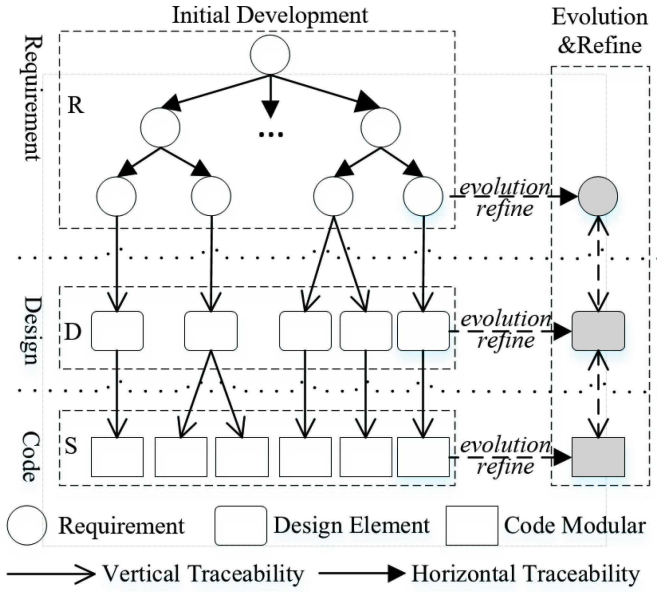 Initial Development
Evolution
&Refine
Requirement
R
...
evolution
refine
Design
D
evolution
refine
Code
S
evolution
refine
Requirement
Design Element
Code Modular
Vertical Traceability
Horizontal Traceability